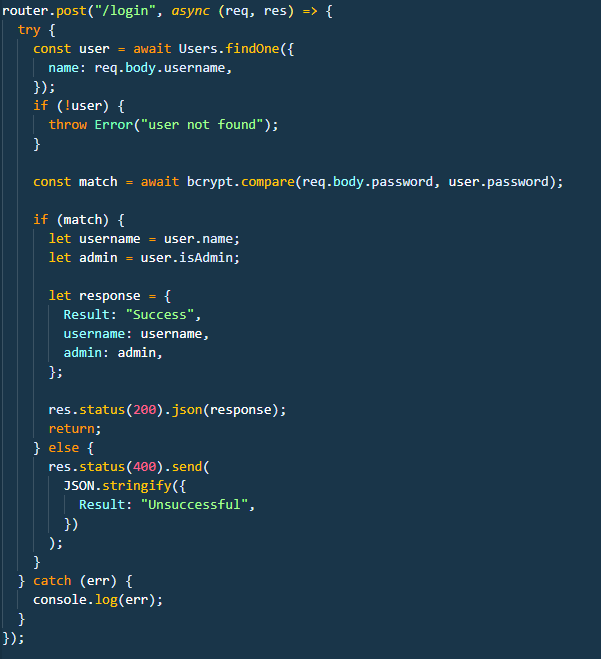 router.post("/login", async (req, res) => {
  try {
    const user = await Users.findOne({
      name: req.body.username,
    });
    if (!user) {
      throw Error("user not found");
    }

    const match = await bcrypt.compare(req.body.password, user.password);

    if (match) {
      let username = user.name;
      let admin = user.isAdmin;

      let response = {
        Result: "Success",
        username: username,
        admin: admin,
      };

      res.status(200).json(response);
      return;
    } else {
      res.status(400).send(
        JSON.stringify({
          Result: "Unsuccessful",
        })
      );
    }
  } catch (err) {
    console.log(err);
  }
});